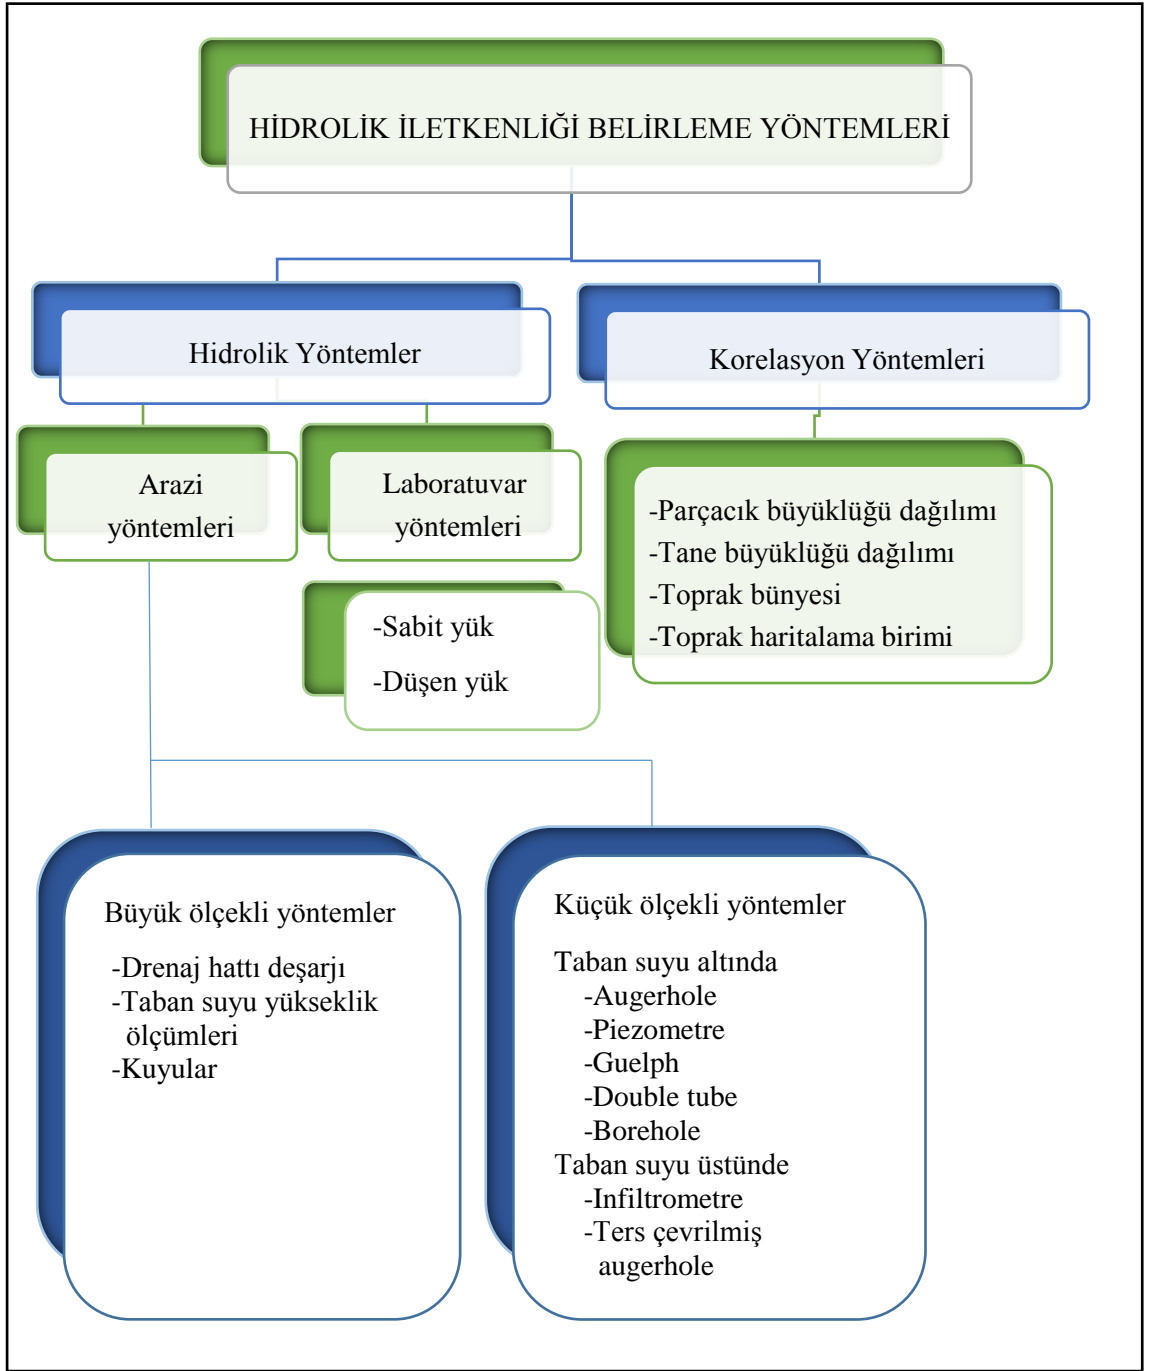 HİDROLİK İLETKENLİĞİ BELİRLEME YÖNTEMLERİ
Hidrolik Yöntemler
Korelasyon Yöntemleri
Arazi
yöntemleri
Laboratuvar
yöntemleri
-Parçacık büyüklüğü dağılımı
-Tane büyüklüğü dağılımı
-Toprak bünyesi
-Toprak haritalama birimi
-Sabit yük
-Düşen yük
Büyük ölçekli yöntemler
-Drenaj hattı deşarjı
-Taban suyu yükseklik
ölçümleri
-Kuyular
Küçük ölçekli yöntemler
Taban suyu altında
-Augerhole
-Piezometre
-Guelph
-Double tube
-Borehole
Taban suyu üstünde
-Infiltrometre
-Ters çevrilmiş
augerhole